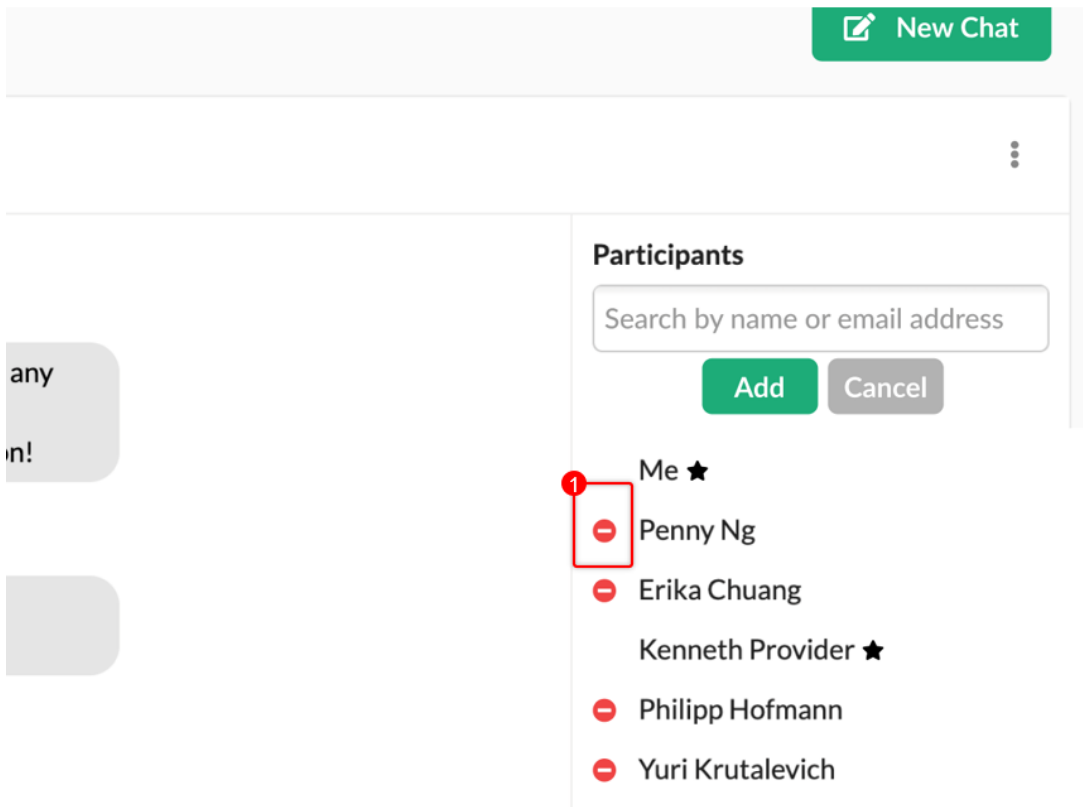 New Chat
Participants
Search by name or email address
any
Add Cancel
on!
Me
1
Penny Ng
Erika Chuang
Kenneth Provider
Philipp Hofmann
Yuri Krutalevich